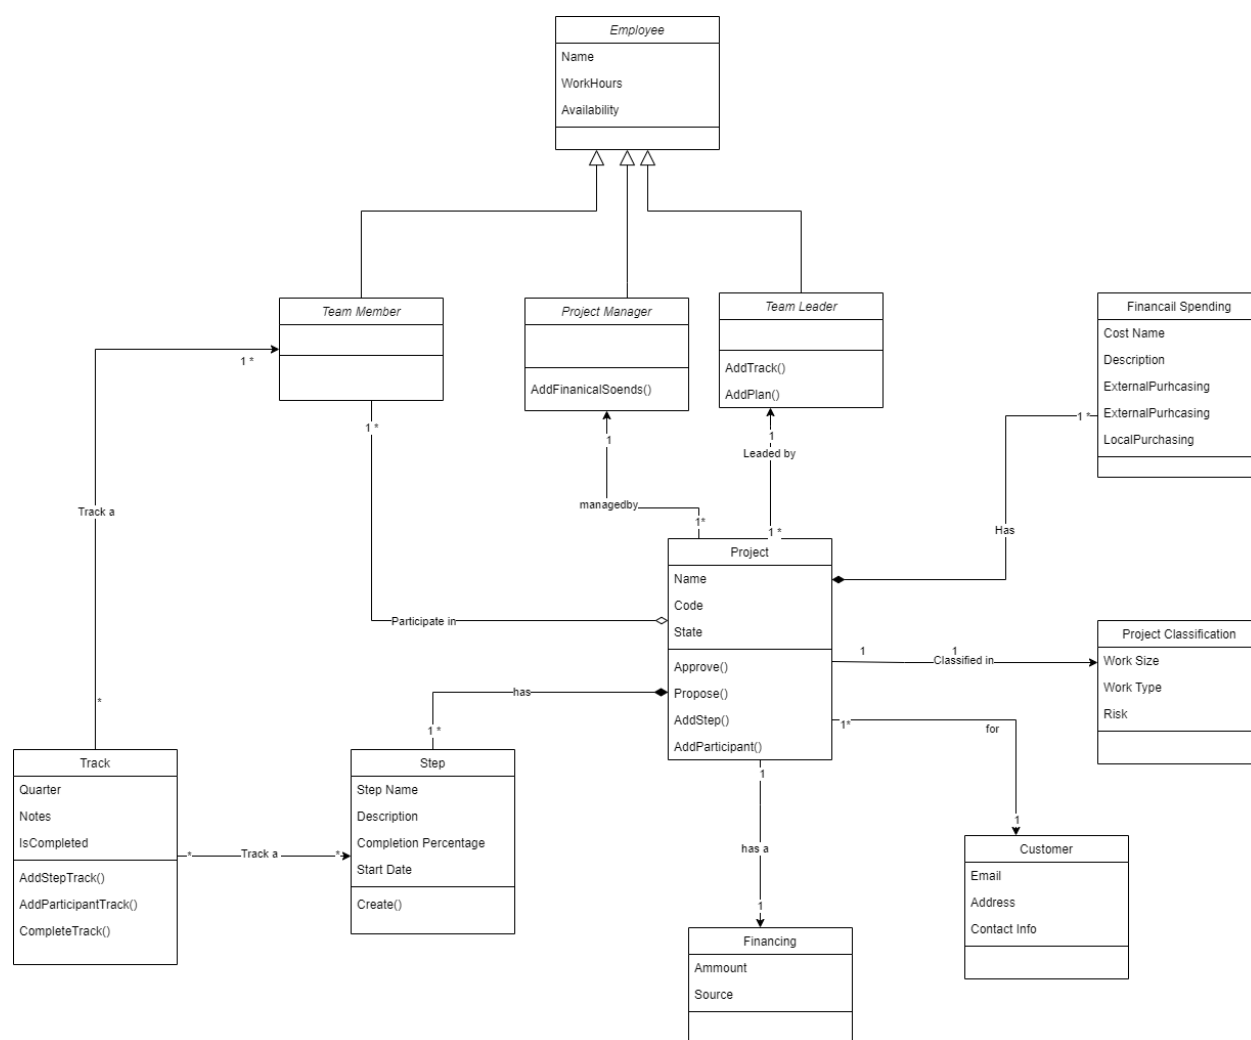 Employee
Name
WorkHours
Availability
Team Member
1 *
1 *
Project Manager
AddFinanicalSoends()
1
managedby
1*
Team Leader
AddTrack()
AddPlan()
1
Leaded by
1 *
Financail Spending
Cost Name
Description
ExternalPurhcasing
ExternalPurhcasing
LocalPurchasing
1 *
Has
Track a
*
Participate in
Project
Name
Code
State
Approve()
Propose()
AddStep()
AddParticipant()
1
1
Classified in
Project Classification
Work Size
Work Type
Risk
1*
for
1
has
1 *
Track
Quarter
Notes
IsCompleted
AddStepTrack()
AddParticipantTrack()
CompleteTrack()
*
Track a
*
Step
Step Name
Description
Completion Percentage
Start Date
Create()
1
has a
1
Customer
Email
Address
Contact Info
Financing
Ammount
Source